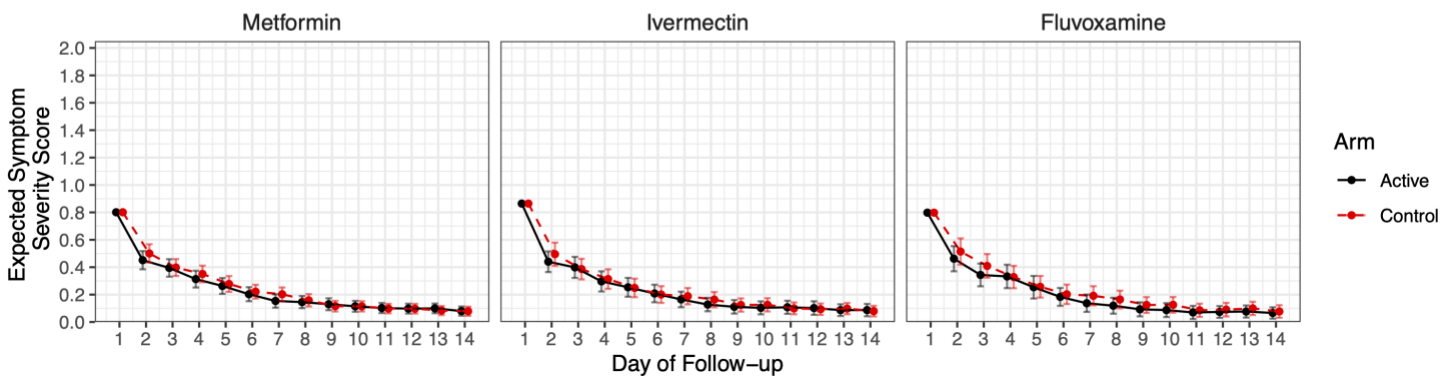 Metformin Ivermectin Fluvoxamine
Expected Symptom
Severity Score
2.0
1.8
1.6
1.4
1.2
1.0
0.8
0.6
0.4
0.2
0.0
1 2 3 4 5 6 7 8 9 10 11 12 13 14 1 2 3 4 5 6 7 8 9 10 11 12 13 14 1 2 3 4 5 6 7 8 9 10 11 12 13 14
Day of Follow−up
Arm
Active
Control